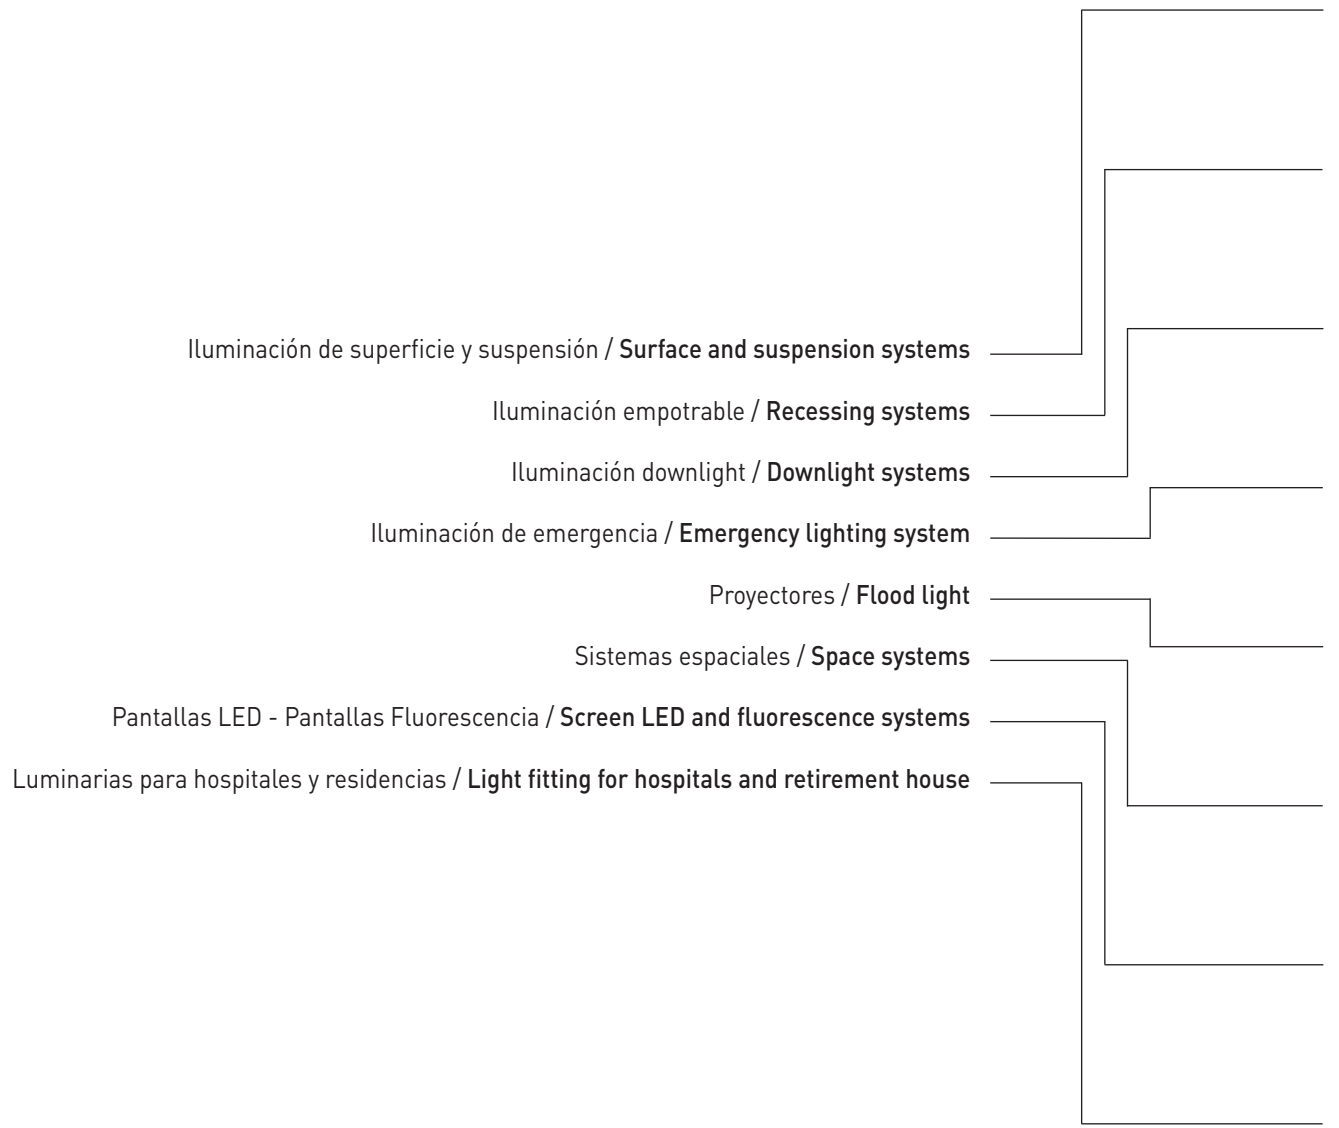 Iluminación de superficie y suspensión / Surface and suspension systems
Iluminación empotrable / Recessing systems
Iluminación downlight / Downlight systems
Iluminación de emergencia / Emergency lighting system
Proyectores / Flood light
Sistemas espaciales / Space systems
Pantallas LED - Pantallas Fluorescencia / Screen LED and fluorescence systems
Luminarias para hospitales y residencias / Light fitting for hospitals and retirement house